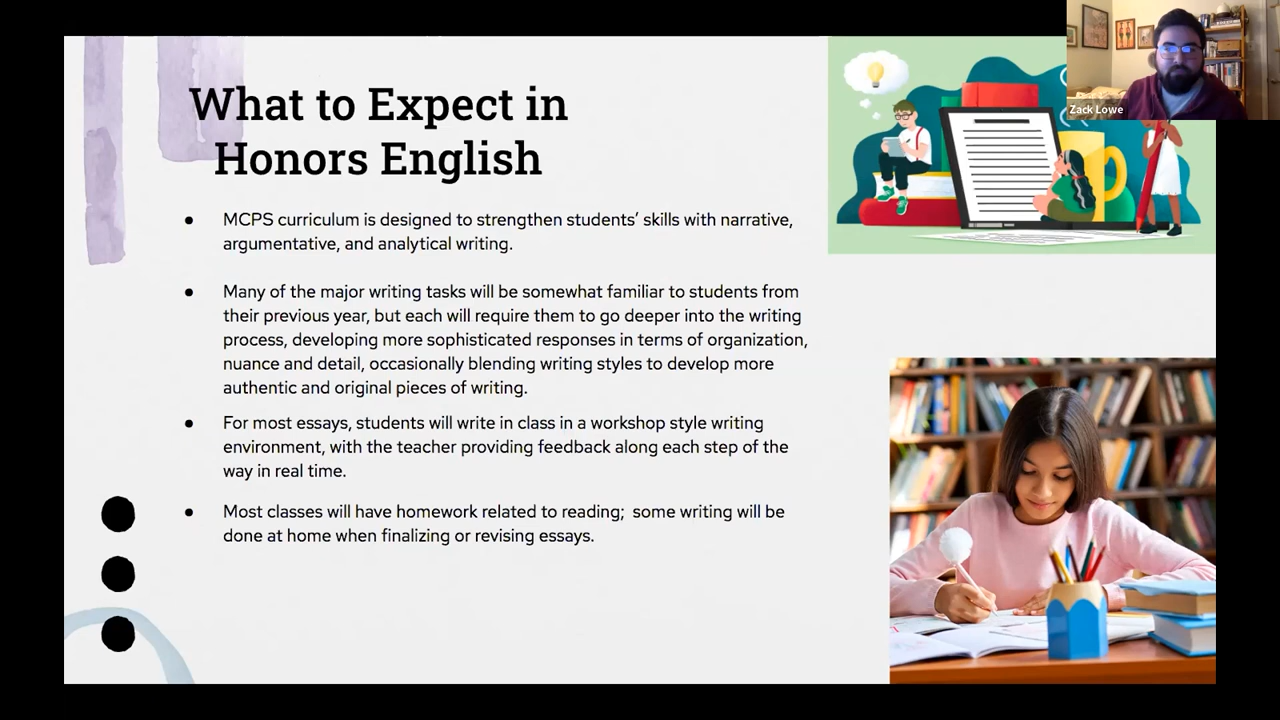 What to Expect in
Honors English
● MCPS curriculum is designed to strengthen students’ skills with narrative,
argumentative, and analytical writing.
● Many of the major writing tasks will be somewhat familiar to students from
their previous year, but each will require them to go deeper into the writing
process, developing more sophisticated responses in terms of organization,
nuance and detail, occasionally blending writing styles to develop more
authentic and original pieces of writing.
● For most essays, students will write in class in a workshop style writing
environment, with the teacher providing feedback along each step of the
way in real time.
● Most classes will have homework related to reading;  some writing will be
done at home when finalizing or revising essays.
Zack Lowe